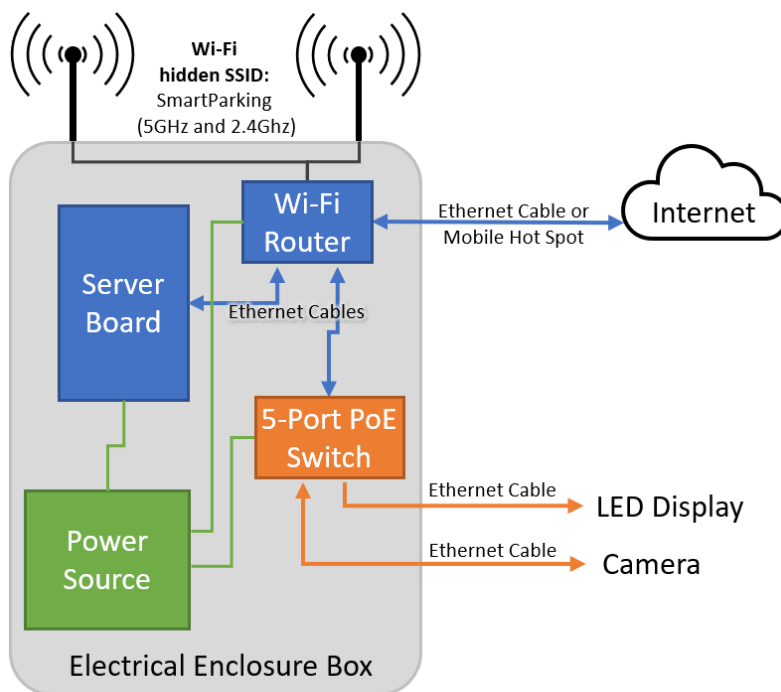 Wi-Fi
hidden SSID:
SmartParking
(5GHz and 2.4Ghz)
Wi-Fi
Router
Ethernet Cable or
Mobile Hot Spot
Internet
Server
Board
Ethernet Cables
5-Port PoE
Switch
Ethernet Cable
LED Display
Ethernet Cable
Camera
Power
Source
Electrical Enclosure Box